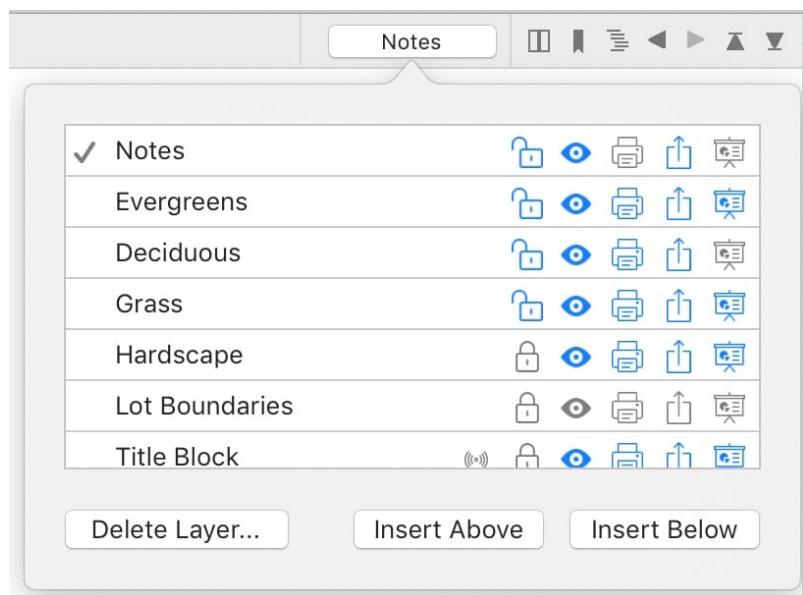 Notes
Notes
Evergreens
Deciduous
Grass
Hardscape
Lot Boundaries
Title Block
Delete Layer... Insert Above Insert Below